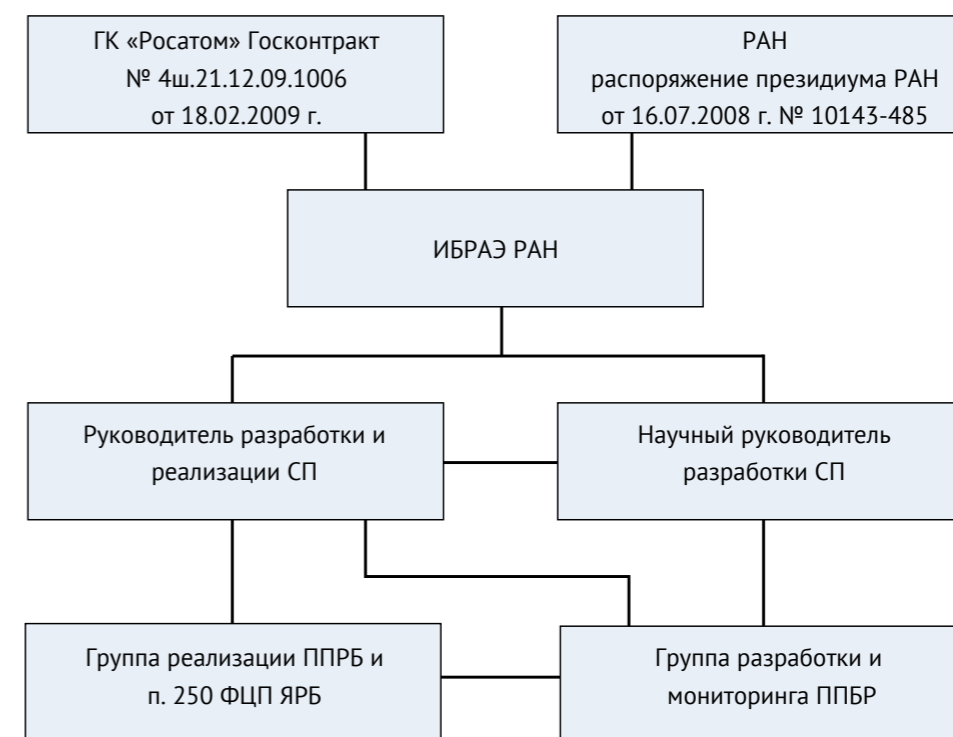 ГК «Росатом» Госконтракт
№ 4ш.21.12.09.1006
от 18.02.2009 г.
РАН
распоряжение президиума РАН
от 16.07.2008 г. № 10143-485
ИБРАЭ РАН
Руководитель разработки и
реализации СП
Научный руководитель
разработки СП
Группа реализации ППРБ и
п. 250 ФЦП ЯРБ
Группа разработки и
мониторинга ППБР